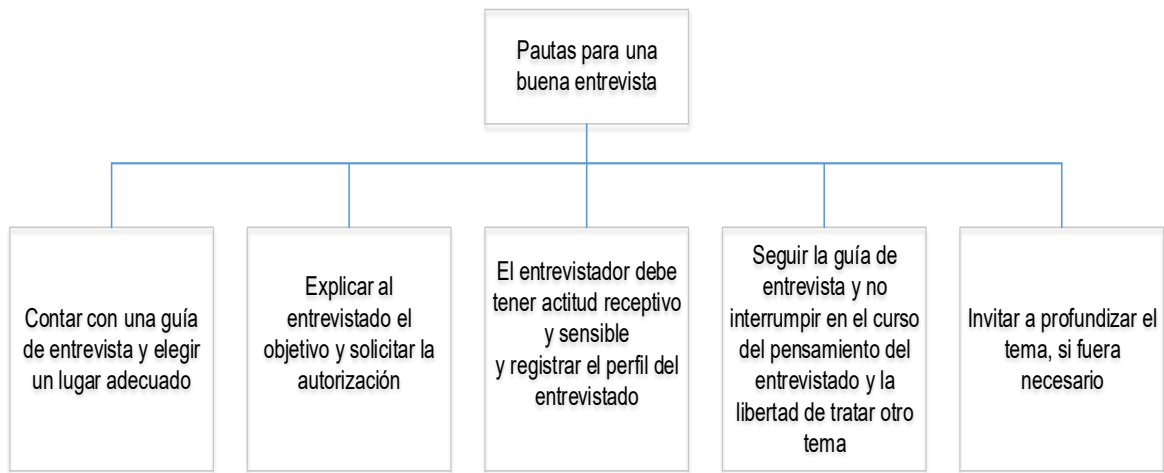 Pautas para una
buena entrevista
Contar con una guía
de entrevista y elegir
un lugar adecuado
Explicar al
entrevistado el
objetivo y solicitar la
autorización
El entrevistador debe
tener actitud receptivo
y sensible
y registrar el perfil del
entrevistado
Seguir la guía de
entrevista y no
interrumpir en el curso
del pensamiento del
entrevistado y la
libertad de tratar otro
tema
Invitar a profundizar el
tema, si fuera
necesario